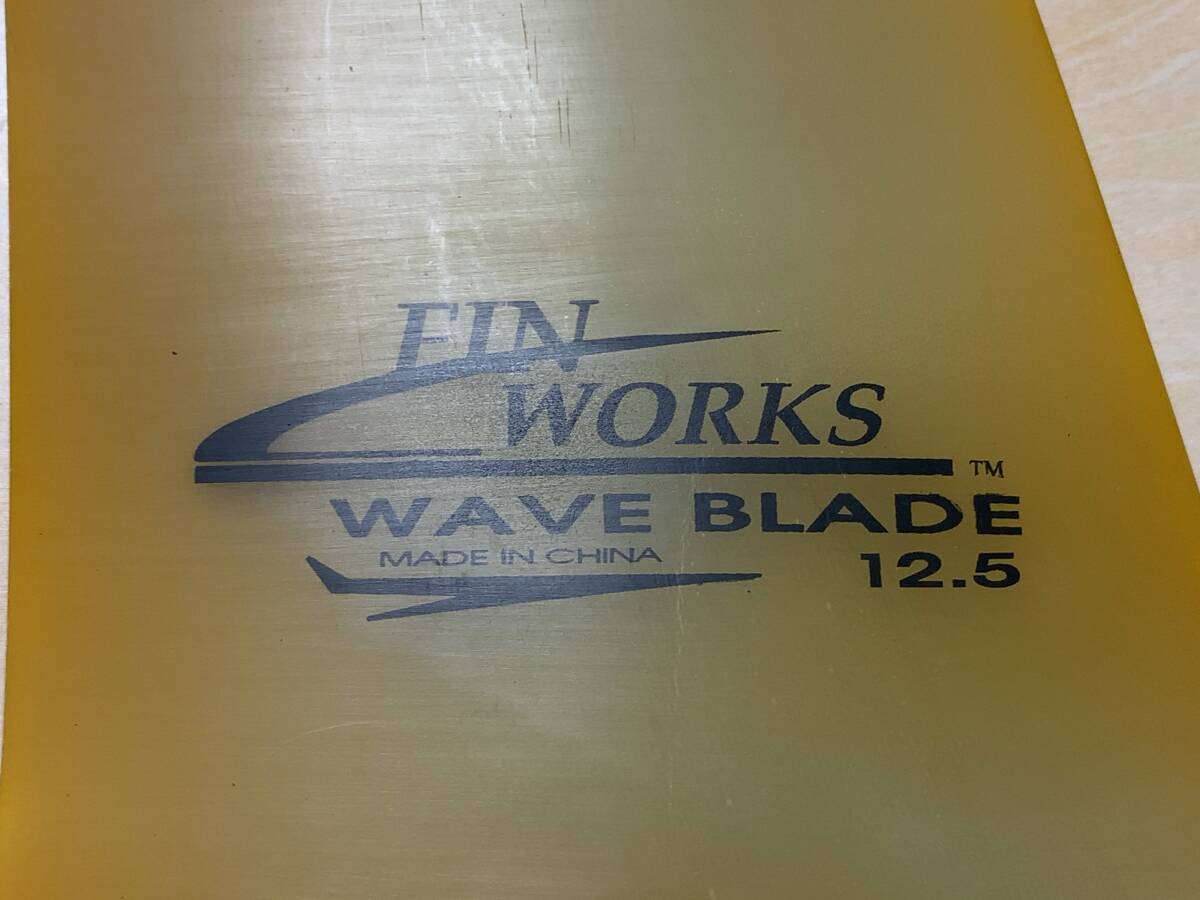 FIN
WORKS
TM
WAVE BLADE
MADE IN CHINA
12.5